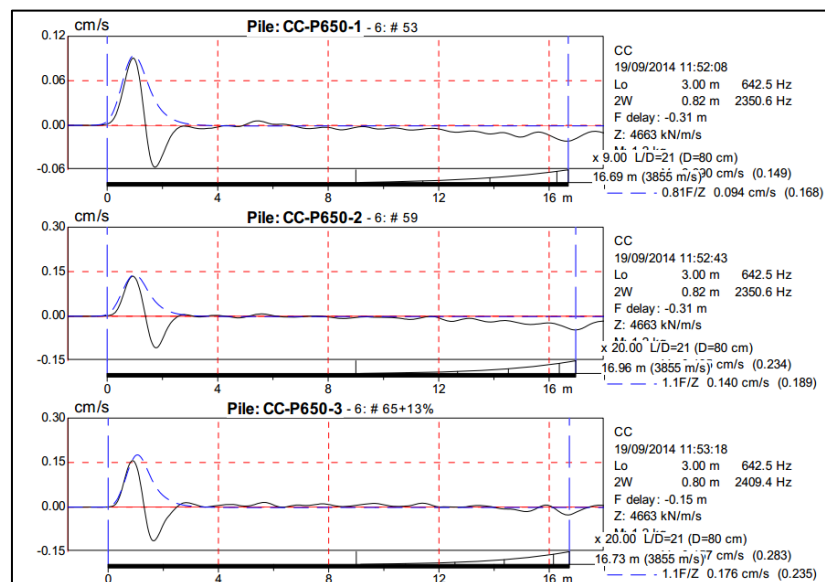 cm/s Pile: CC-P650-1 - 6: # 53
0.12
0.06
0.00
-0.06
0 4 8 12 16 m
CC
19/09/2014 11:52:08
Lo 3.00 m 642.5 Hz
2W 0.82 m 2350.6 Hz
F delay: -0.31 m
Z: 4663 kN/m/s
x 9.00 L/D=21 (D=80 cm)
16.69 m (3855 m/s) (0.149)
0.81F/Z 0.094 cm/s (0.168)
Pile: CC-P650-2 - 6: # 59
0.30
0.15
0.00
-0.15
0 4 8 12 16 m
CC
19/09/2014 11:52:43
Lo 3.00 m 642.5 Hz
2W 0.82 m 2350.6 Hz
F delay: -0.31 m
Z: 4663 kN/m/s
x 20.00 L/D=21 (D=80 cm)
16.96 m (3855 m/s) cm/s (0.234)
1.1F/Z 0.140 cm/s (0.189)
cm/s Pile: CC-P650-3 - 6: # 65+13%
0.30
0.15
0.00
-0.15
0 4 8 12 16 m
CC
19/09/2014 11:53:18
Lo 3.00 m 642.5 Hz
2W 0.80 m 2409.4 Hz
F delay: -0.15 m
Z: 4663 kN/m/s
x 20.00 L/D=21 (D=80 cm)
16.73 m (3855 m/s) cm/s (0.283)
1.1F/Z 0.176 cm/s (0.235)